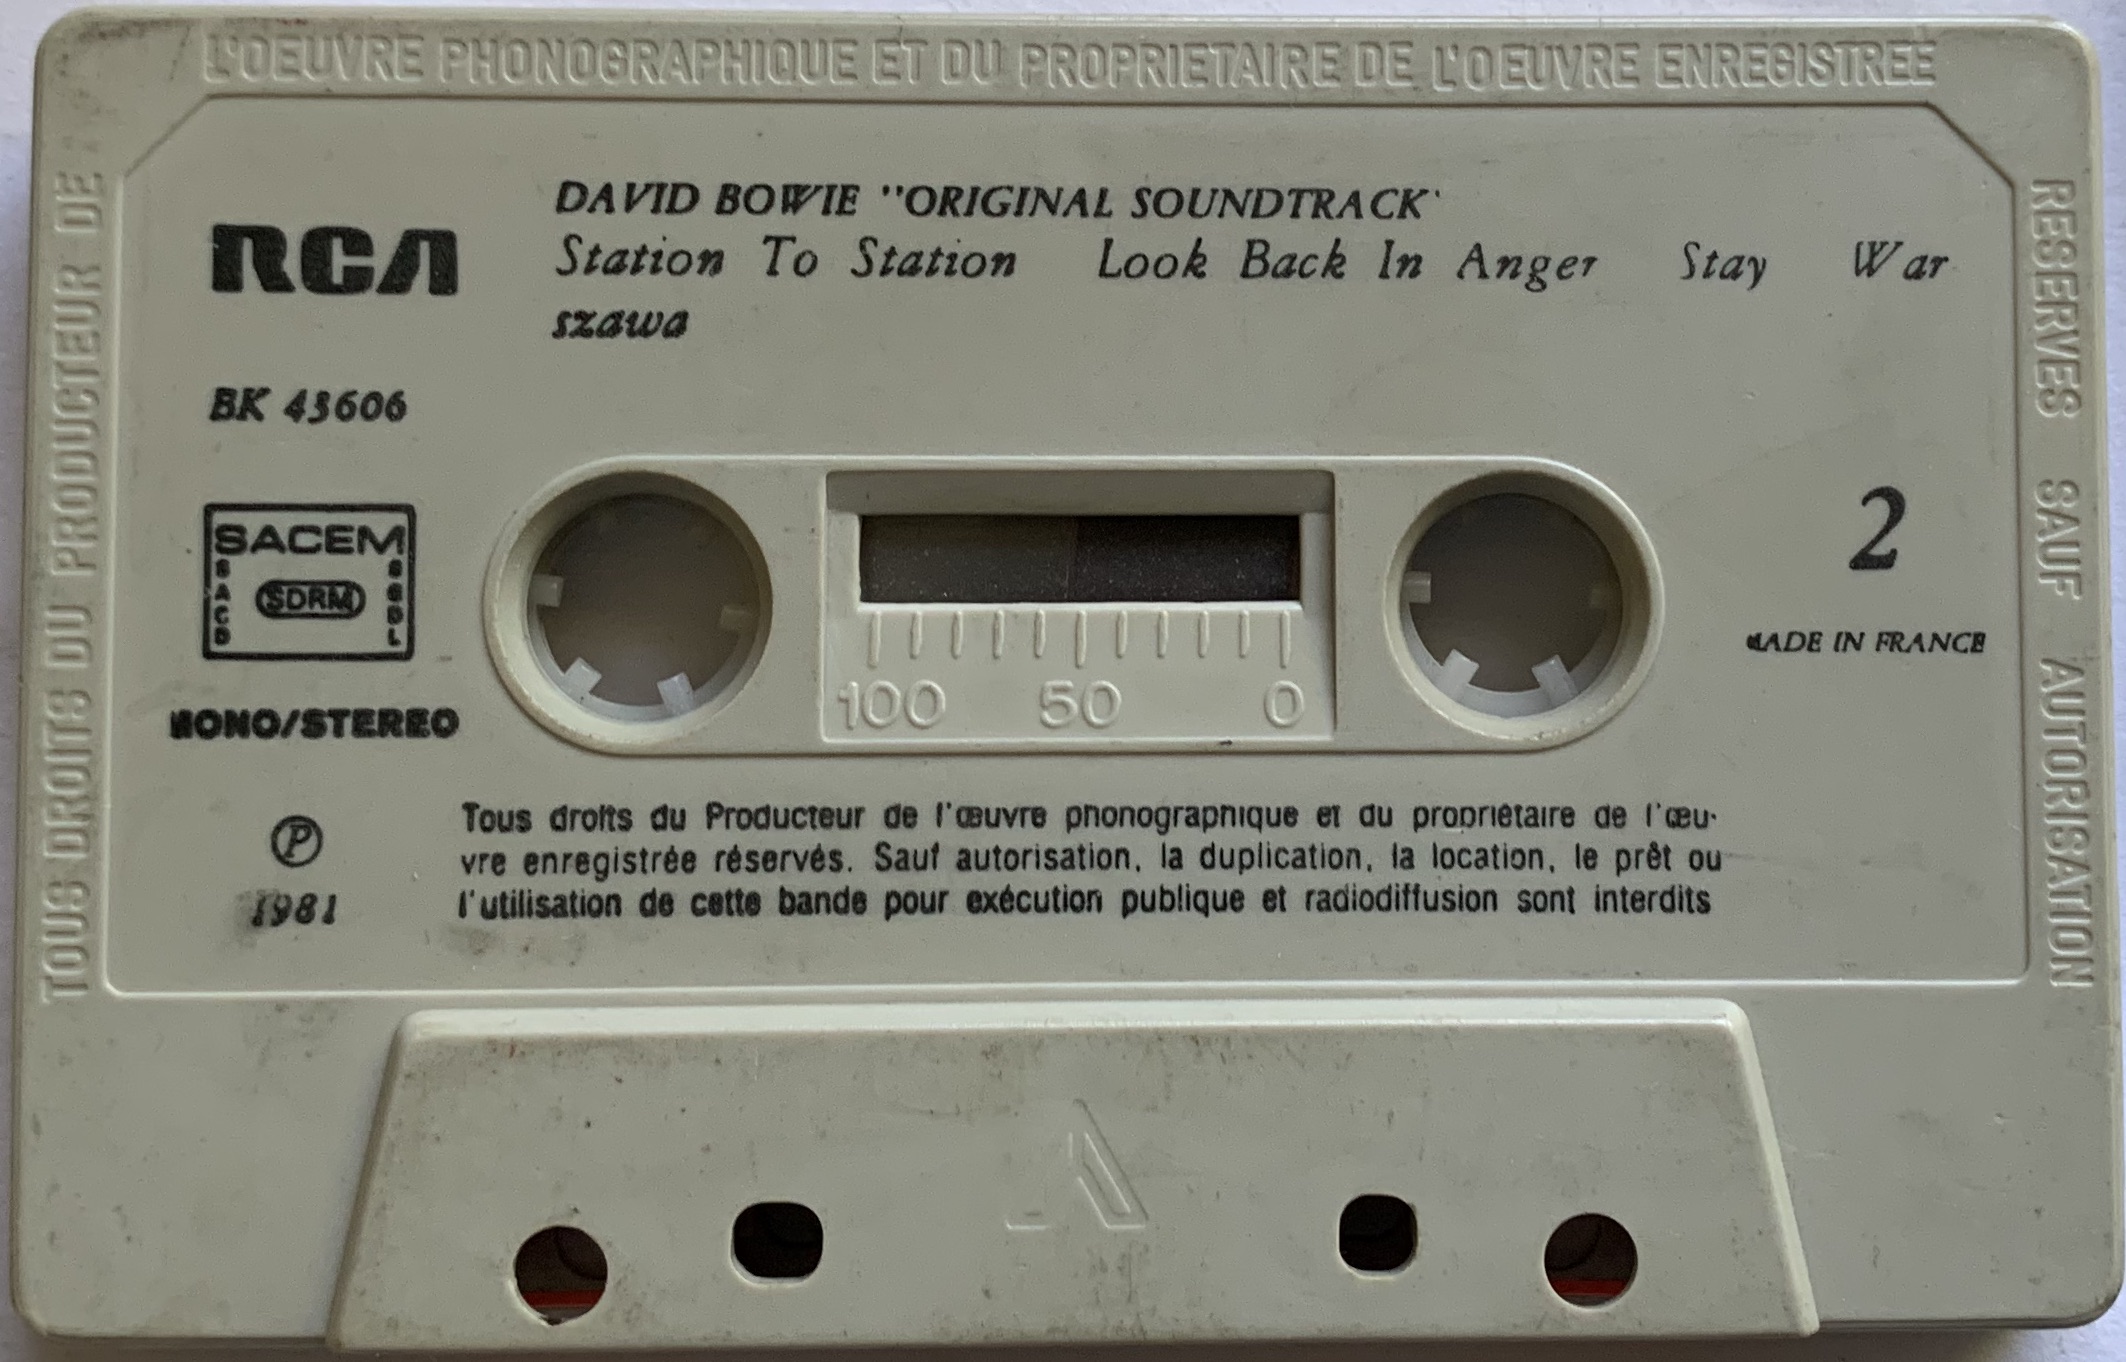 L'OEUVRE PHONOGRAPHIQUE ET DU PROPRIETAIRE DE L'OEUVRE ENREGISTREE
TOUS DROITS DU PRODUCTEUR DE
RESERVES SAUF AUTORISATION
RCA
DAVID BOWIE "ORIGINAL SOUNDTRACK'
Station To Station Look Back In Anger Stay War
szawa
BK 43606
SACEM
SACD
SDRM
SGDL
2
MADE IN FRANCE
MONO/STEREO
100 50 0
℗
1981
Tous droits du Producteur de l'œuvre phonographique et du propriétaire de l'œu-
vre enregistrée réservés. Sauf autorisation, la duplication, la location, le prêt ou
l'utilisation de cette bande pour exécution publique et radiodiffusion sont interdits